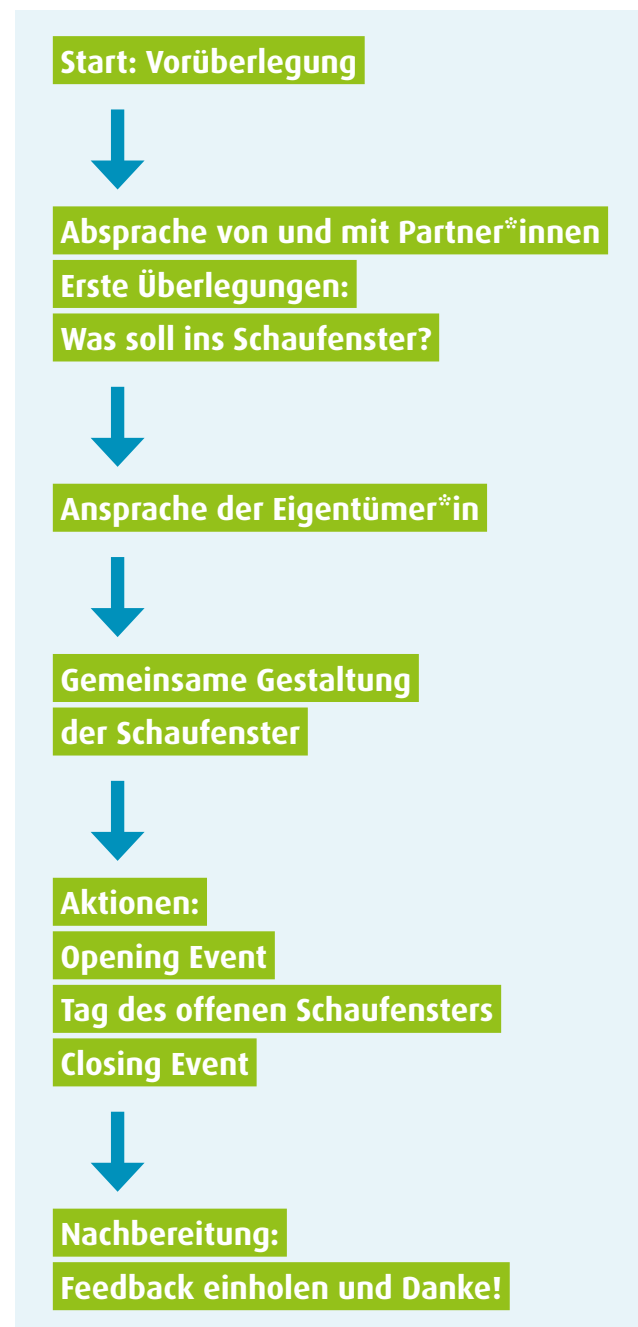 Start: Vorüberlegung
Absprache von und mit Partner*innen
Erste Überlegungen:
Was soll ins Schaufenster?
Ansprache der Eigentümer*in
Gemeinsame Gestaltung
der Schaufenster
Aktionen:
Opening Event
Tag des offenen Schaufensters
Closing Event
Nachbereitung:
Feedback einholen und Danke!